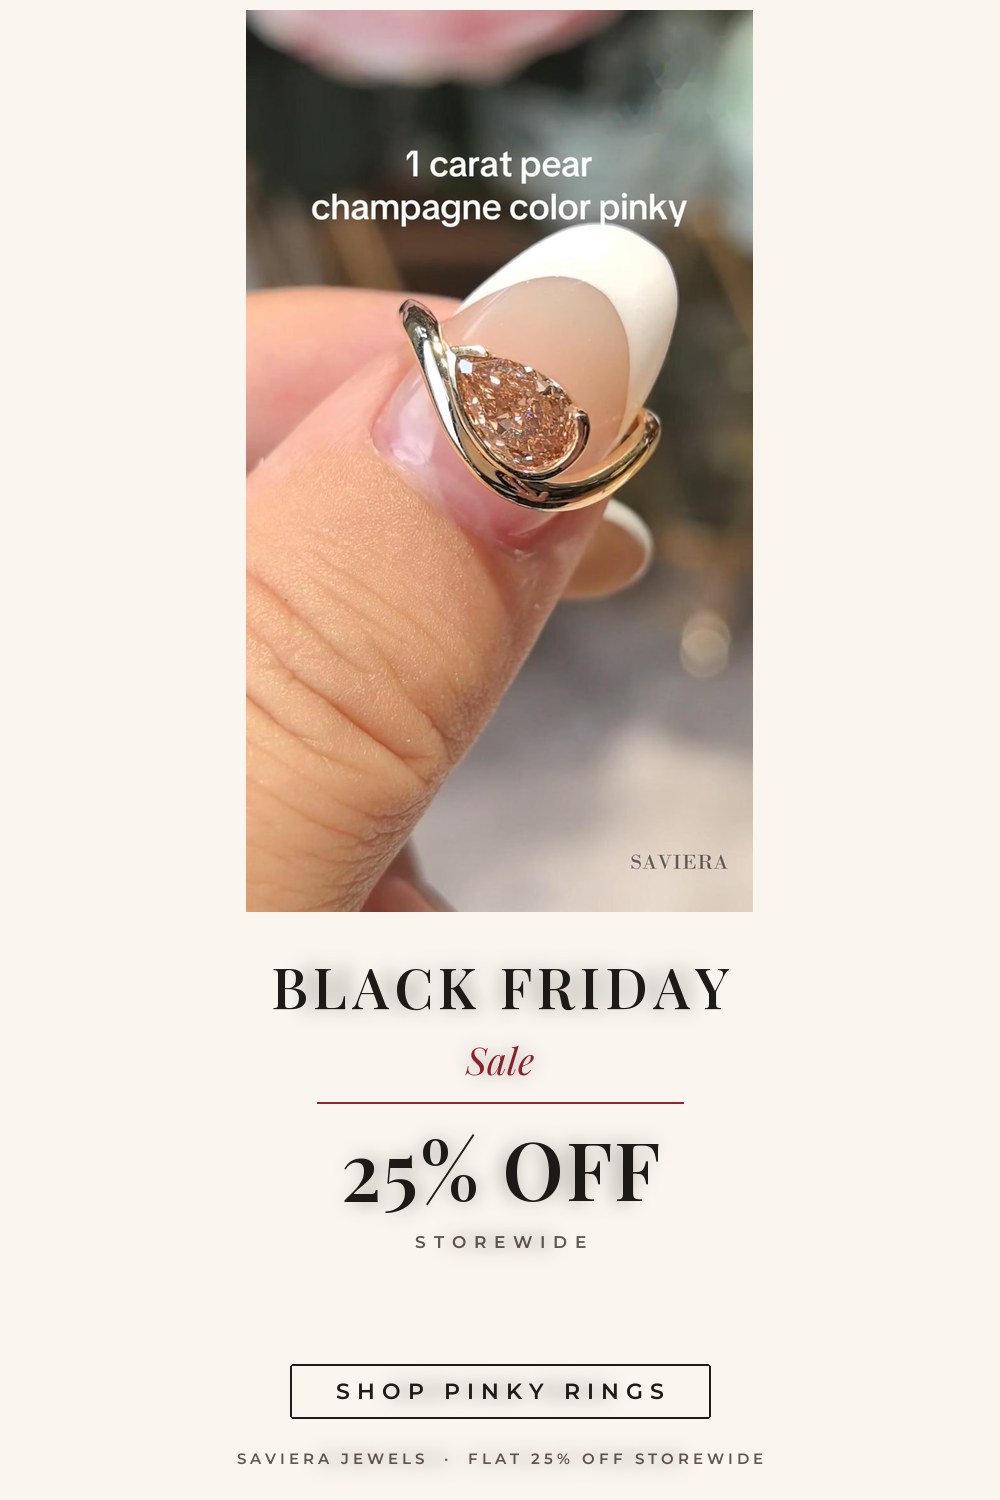 1 carat pear
champagne color pinky
SAVIERA
BLACK FRIDAY
Sale
25% OFF
STOREWIDE
SHOP PINKY RINGS
SAVIERA JEWELS · FLAT 25% OFF STOREWIDE